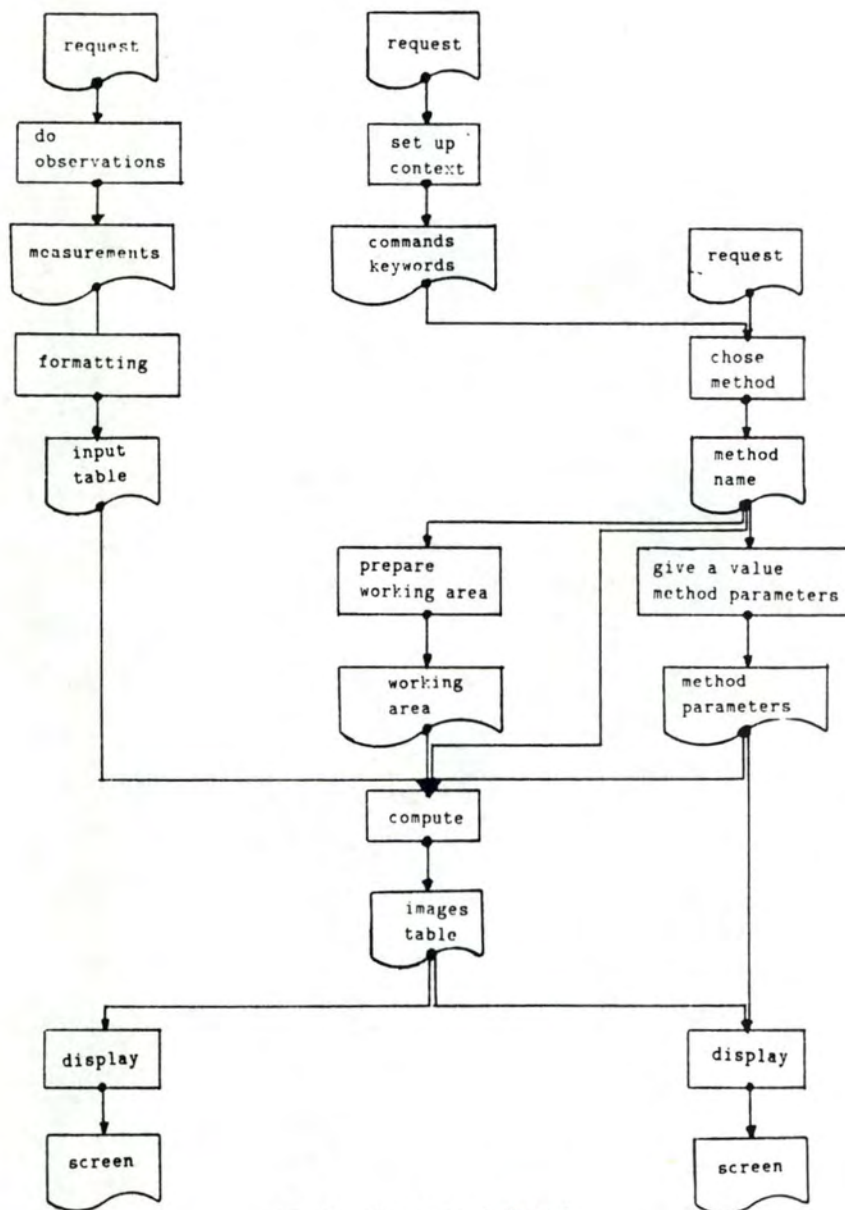 request
request
do
observations
set up
context
measurements
commands
keywords
request
formatting
chose
method
input
table
method
name
prepare
working area
give a value
method parameters
working
area
method
parameters
compute
images
table
display
display
screen
screen